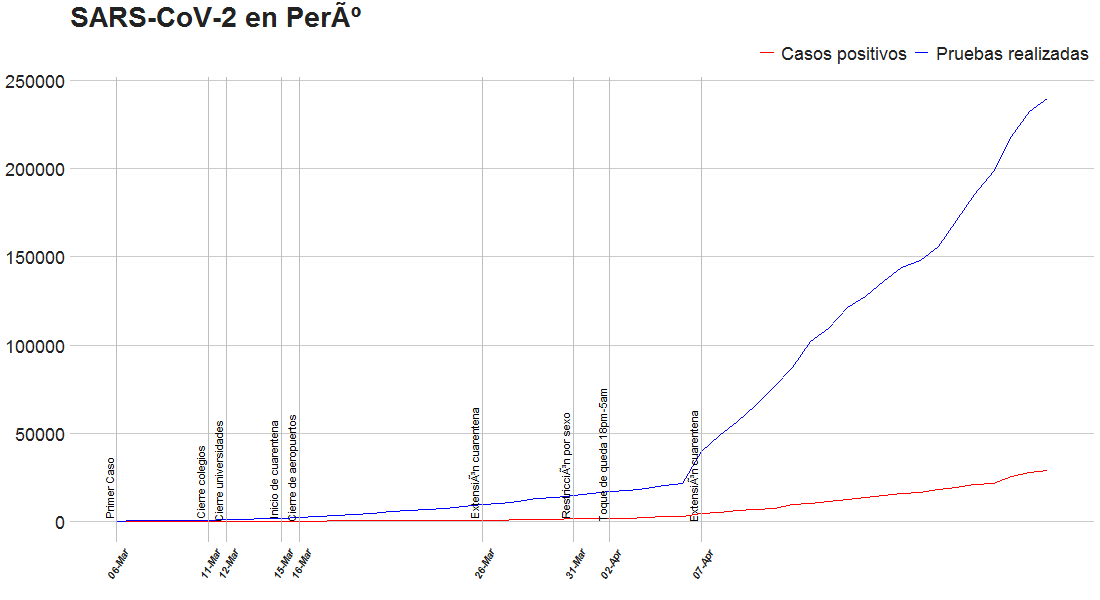 SARS-CoV-2 en PerÃº
Casos positivos
Pruebas realizadas
250000
200000
150000
100000
50000
0
Primer Caso
Cierre colegios
Cierre universidades
Inicio de cuarentena
Cierre de aeropuertos
ExtensiÃ³n cuarentena
RestricciÃ³n por sexo
Toque de queda 18pm-5am
ExtensiÃ³n cuarentena
06-Mar
11-Mar
12-Mar
15-Mar
16-Mar
26-Mar
31-Mar
02-Apr
07-Apr